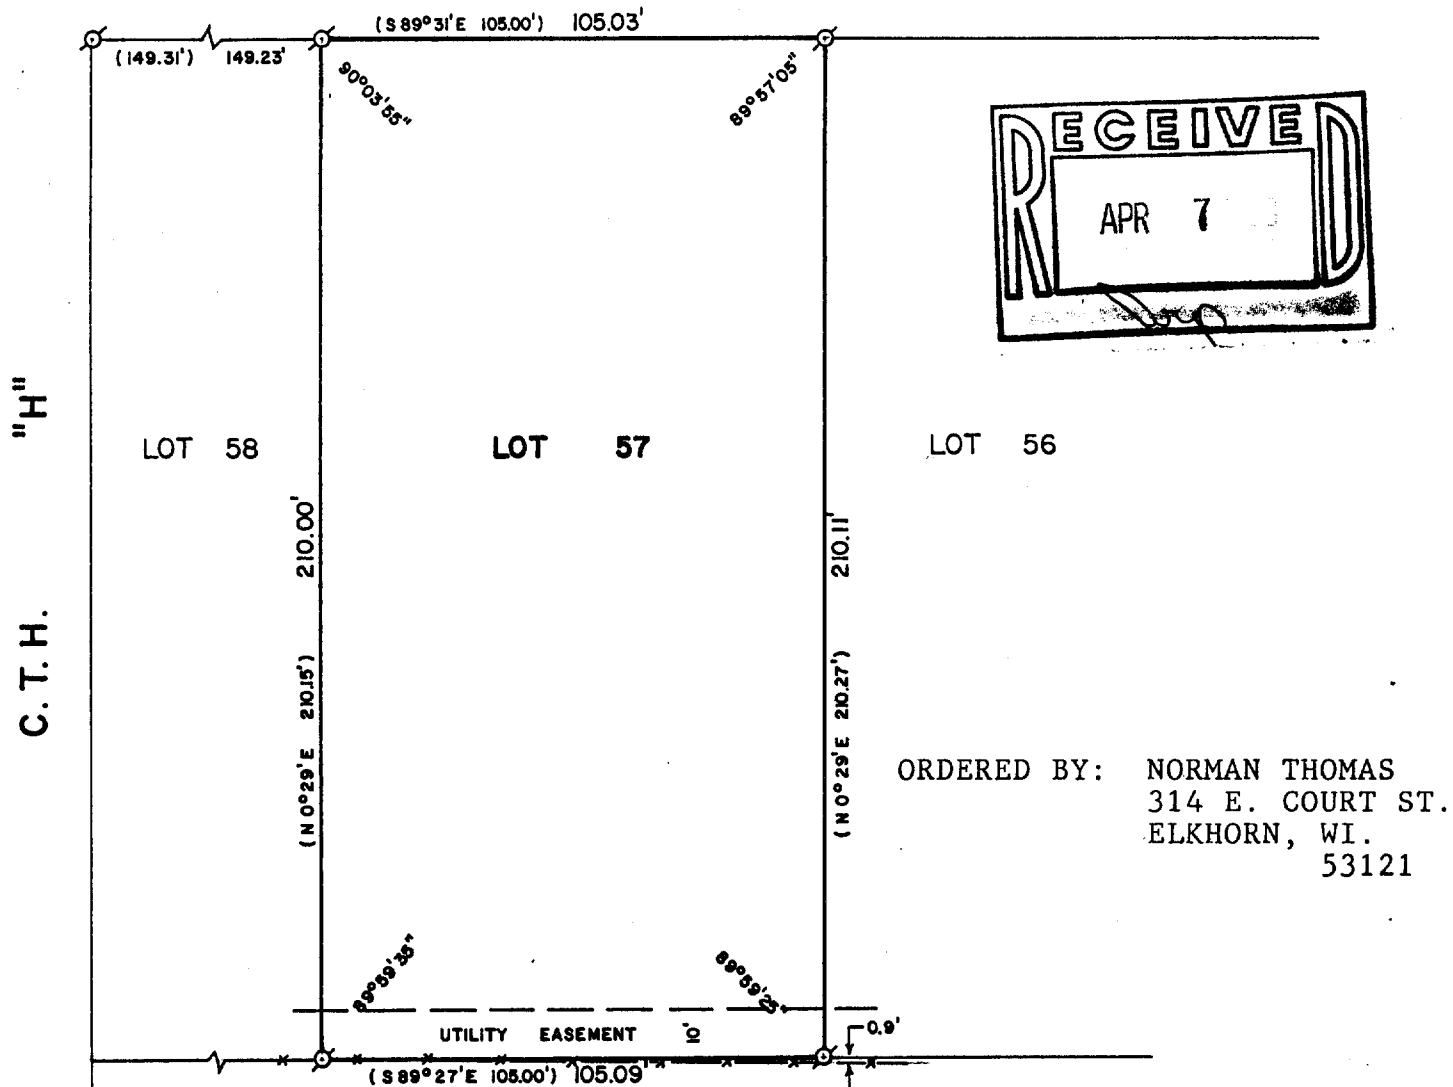 (S 89°31'E 105.00') 105.03'
(149.31') 149.23'
90°03'55"
89°57'05"
RECEIVED
APR 7
"H"
C. T. H.
LOT 58
LOT 57
LOT 56
210.00'
(N 0°29'E 210.15')
210.11'
(N 0°29'E 210.27')
ORDERED BY: NORMAN THOMAS
314 E. COURT ST.
ELKHORN, WI.
53121
89°59'35"
89°59'25"
UTILITY EASEMENT 10'
0.9'
(S 89°27'E 105.00') 105.09